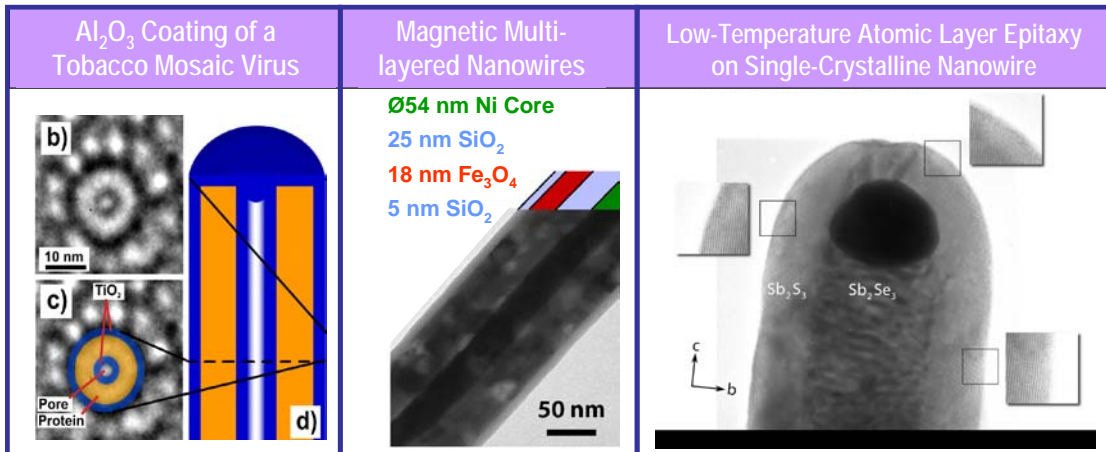 Al₂O₃ Coating of a
Tobacco Mosaic Virus
b)
10 nm
c)
TiO₂
Pore
Protein
d)
Magnetic Multi-
layered Nanowires
Ø54 nm Ni Core
25 nm SiO₂
18 nm Fe₃O₄
5 nm SiO₂
50 nm
Low-Temperature Atomic Layer Epitaxy
on Single-Crystalline Nanowire
Sb₂S₃
Sb₂Se₃
c
b